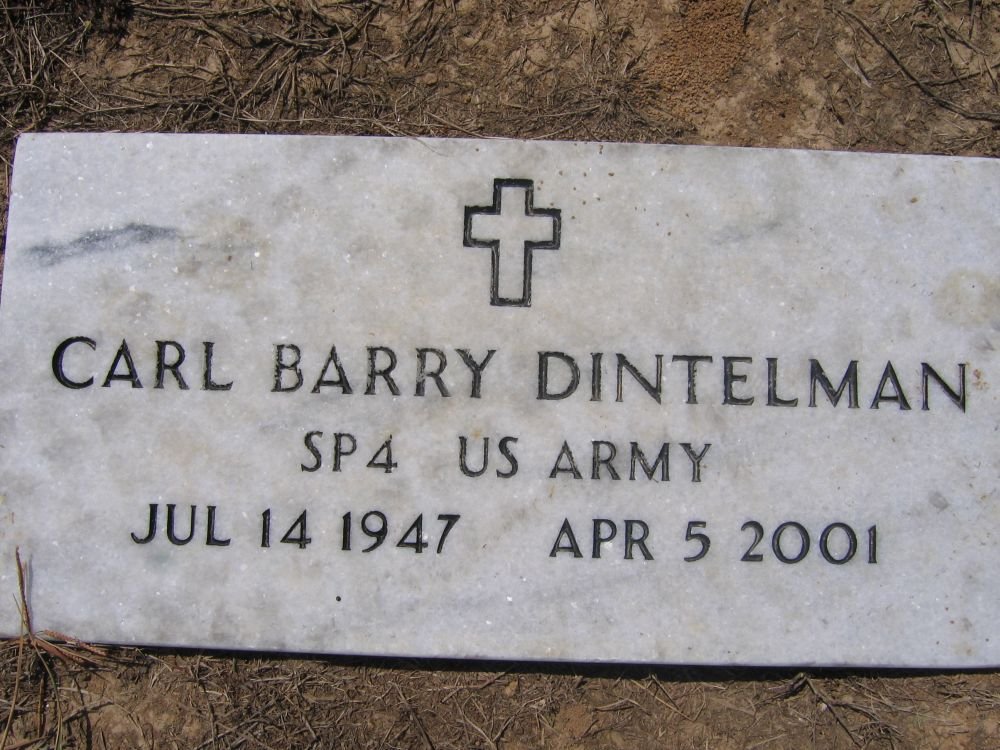 CARL BARRY DINTELMAN
SP4 US ARMY
JUL 14 1947 APR 5 2001